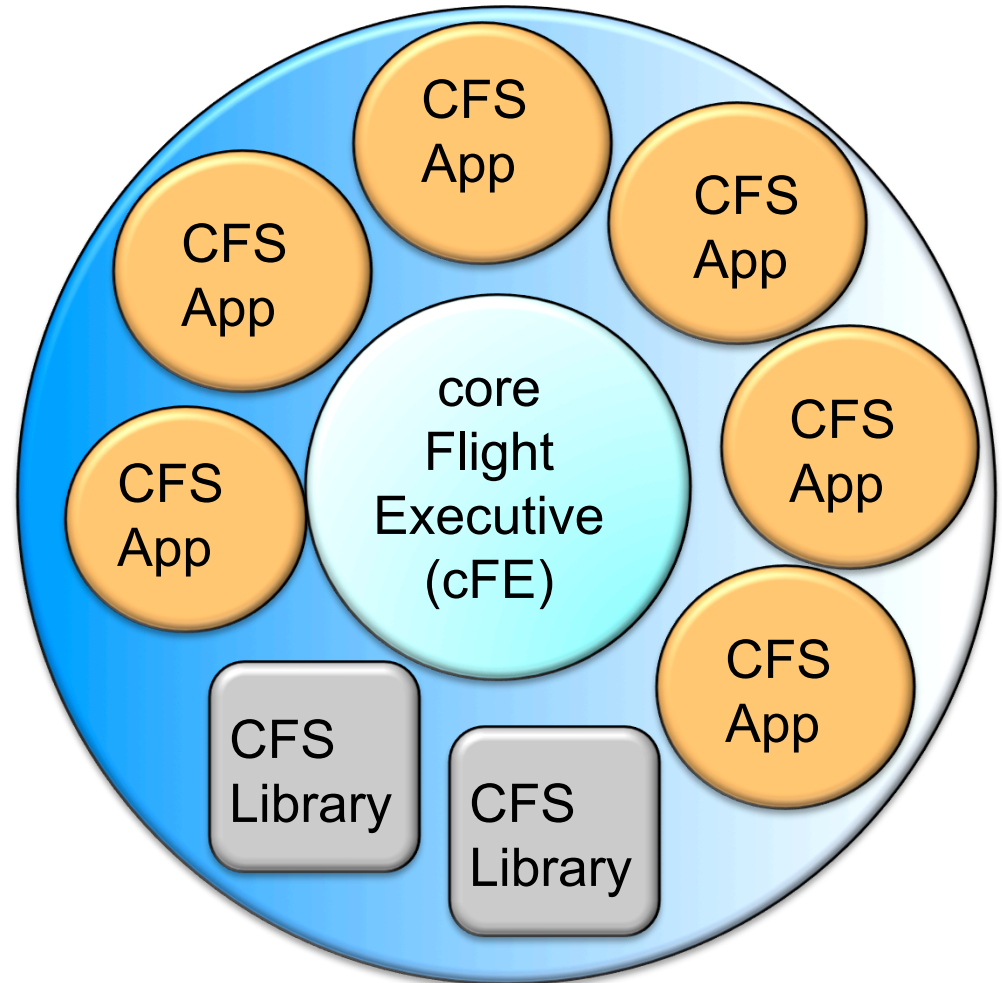 CFS
App
CFS
App
CFS
App
CFS
App
CFS
App
CFS
App
core
Flight
Executive
(cFE)
CFS
Library
CFS
Library